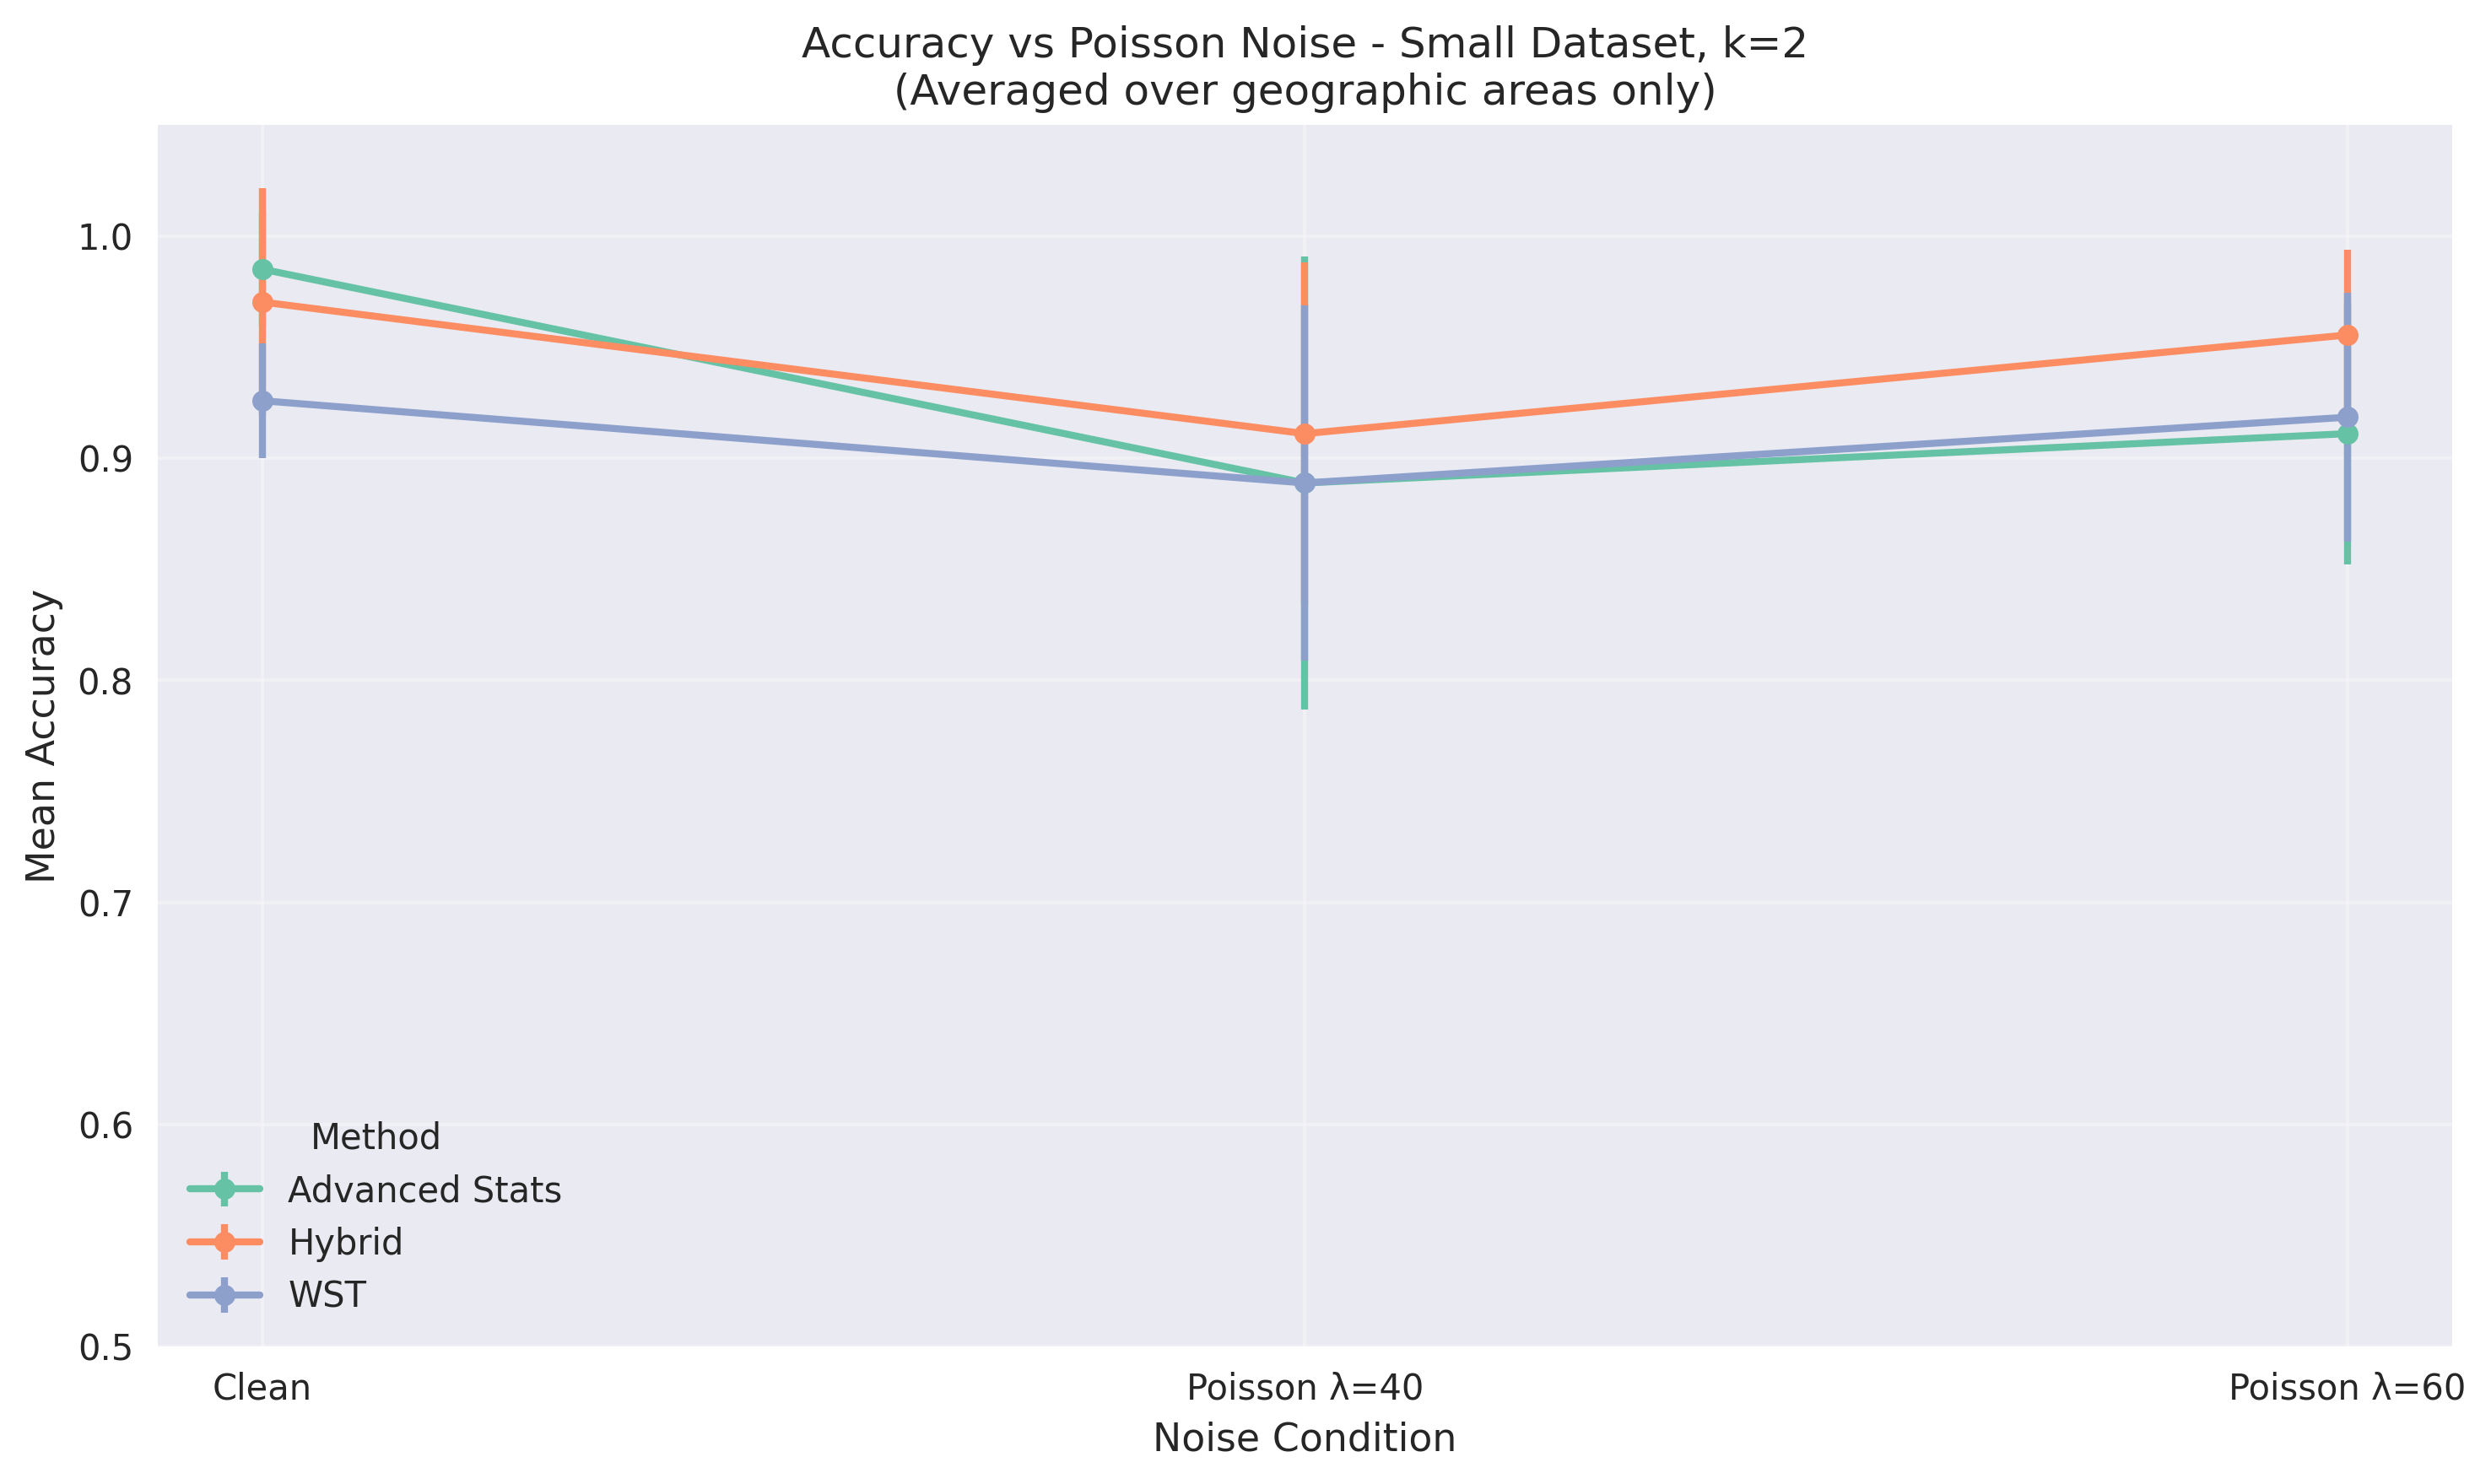 Accuracy vs Poisson Noise - Small Dataset, k=2
(Averaged over geographic areas only)
Mean Accuracy
1.0
0.9
0.8
0.7
0.6
0.5
Method
Advanced Stats
Hybrid
WST
Clean
Poisson λ=40
Poisson λ=60
Noise Condition